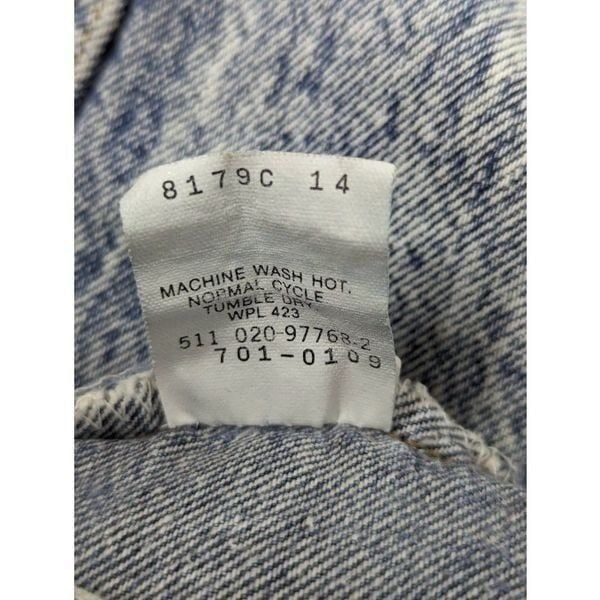 8179C 14
MACHINE WASH HOT.
NORMAL CYCLE
TUMBLE DRY.
WPL 423
511 020-97768-2
701-0109